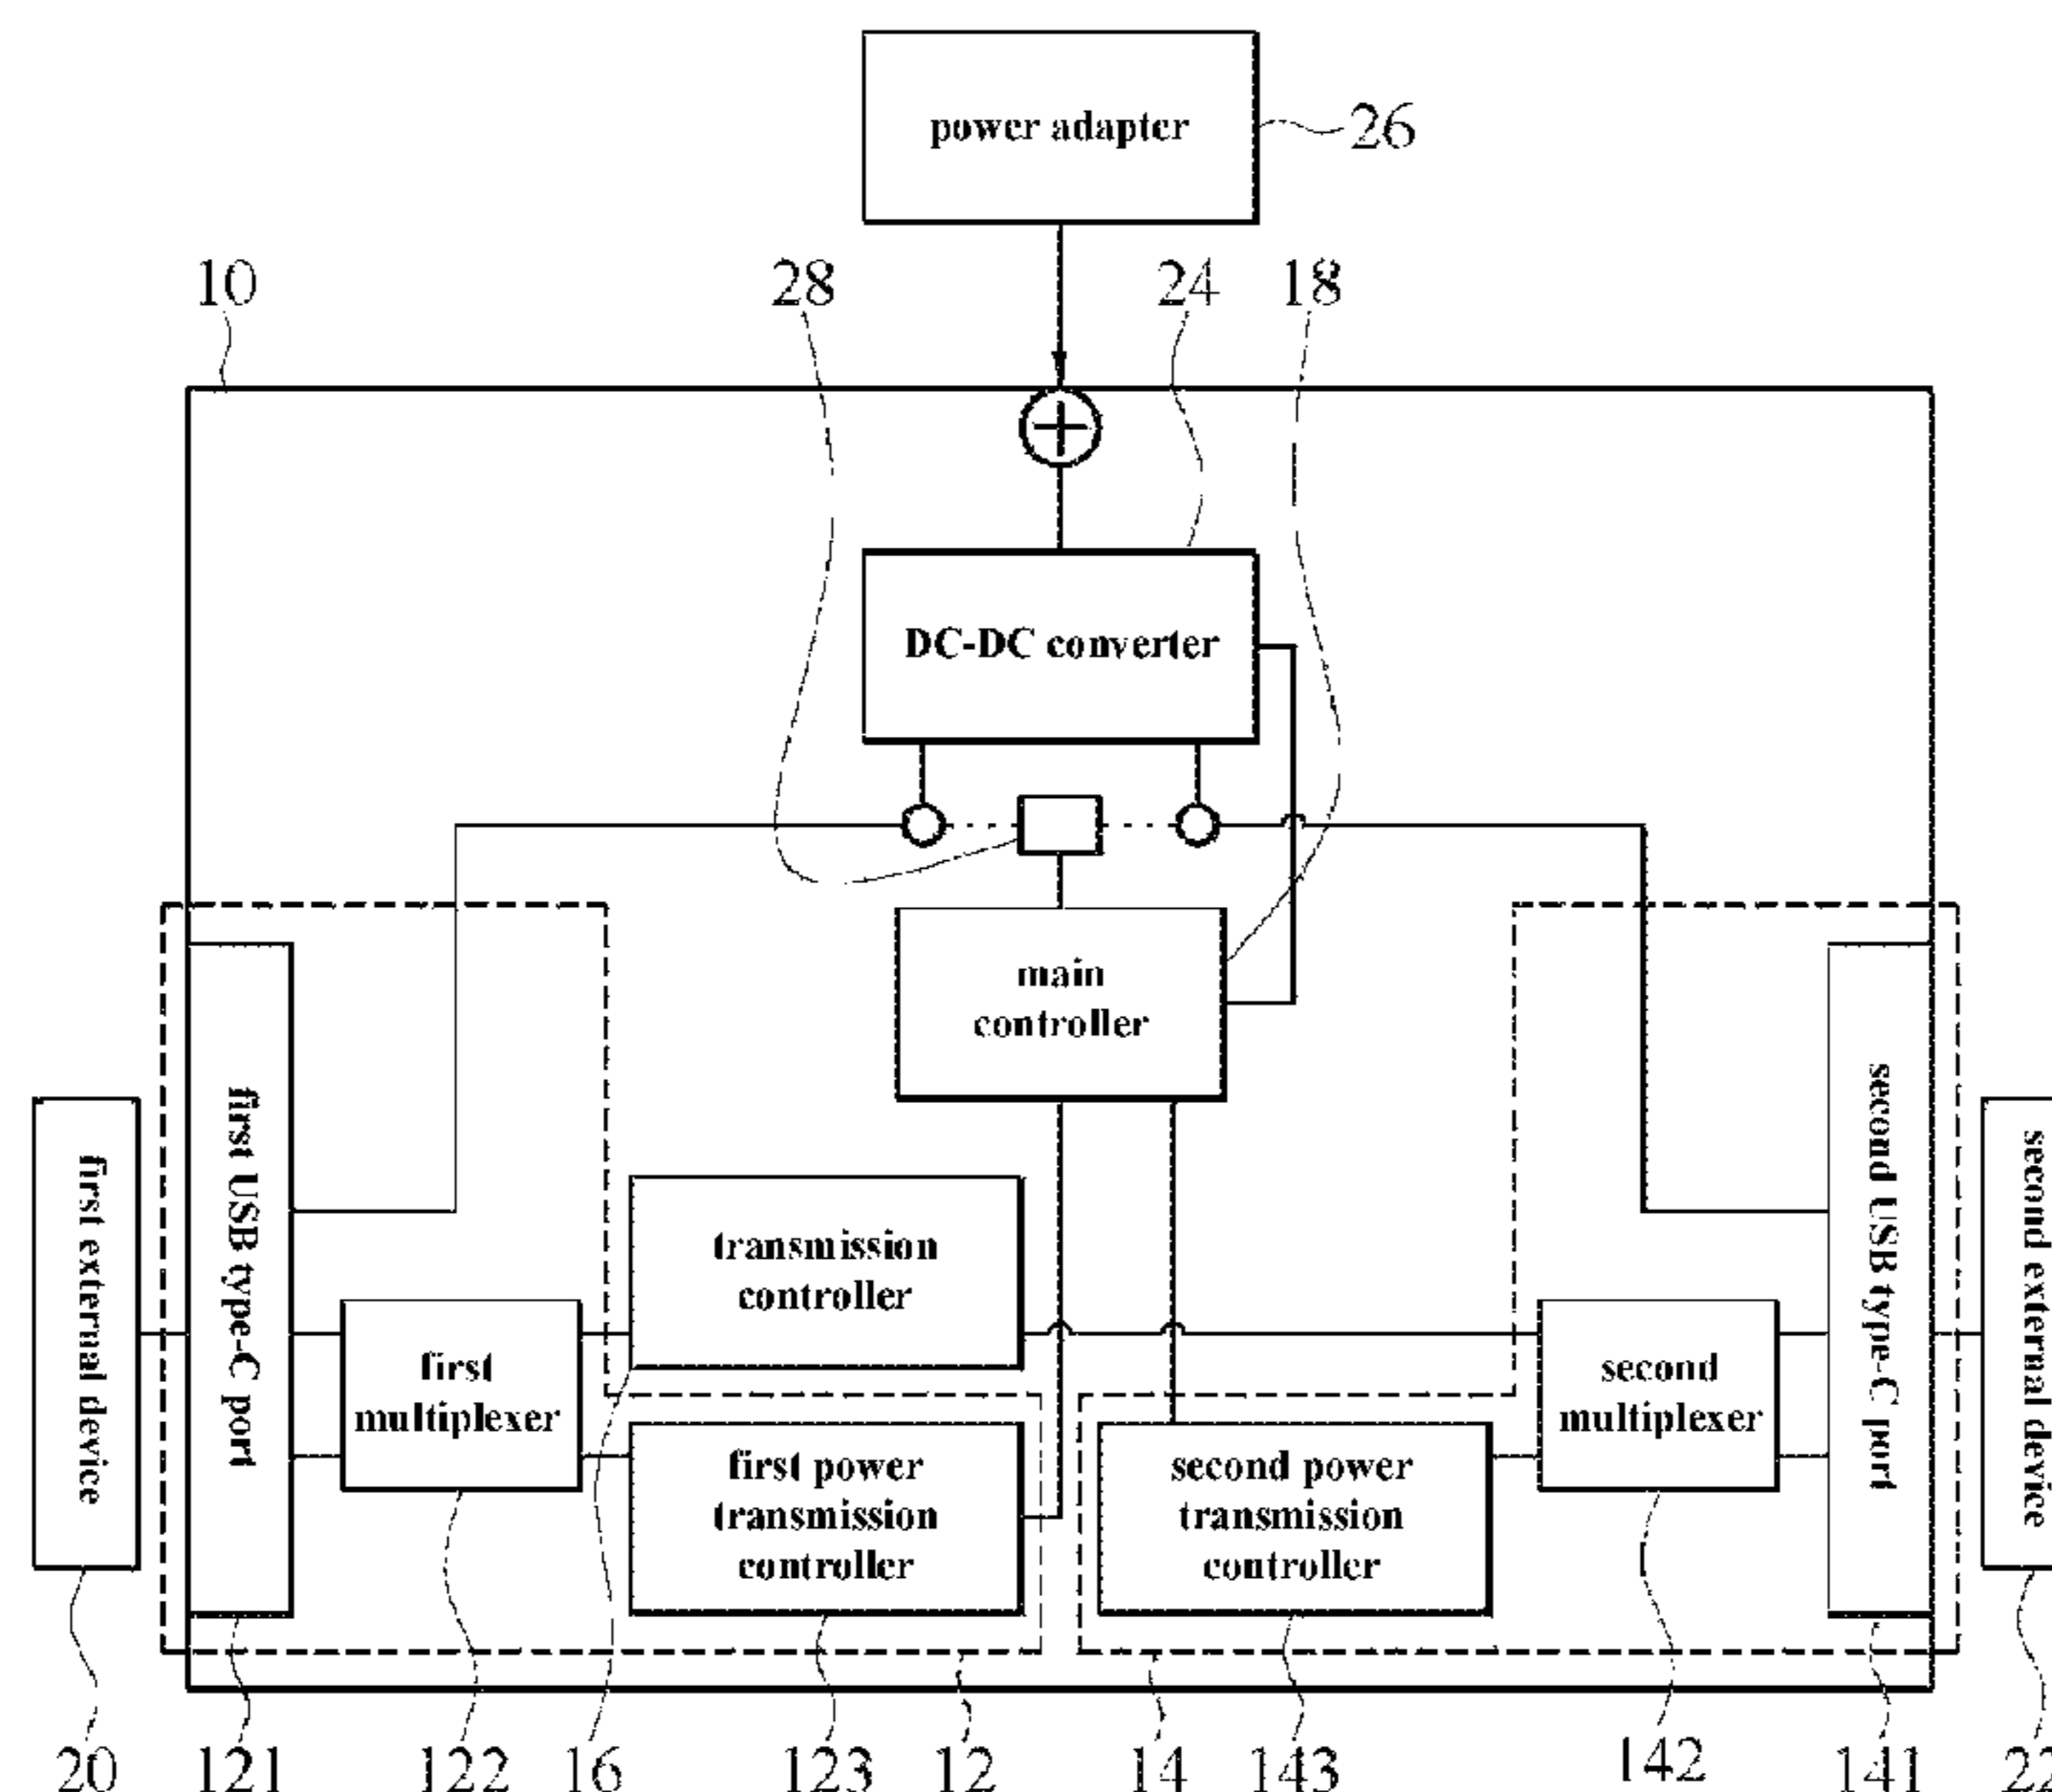 power adapter
26
10
28
24
18
DC-DC converter
main
controller
first external device
first USB type-C port
transmission
controller
first
multiplexer
first power
transmission
controller
second power
transmission
controller
second
multiplexer
second USB type-C port
second external device
20
121
122
16
123
12
14
143
142
141
22